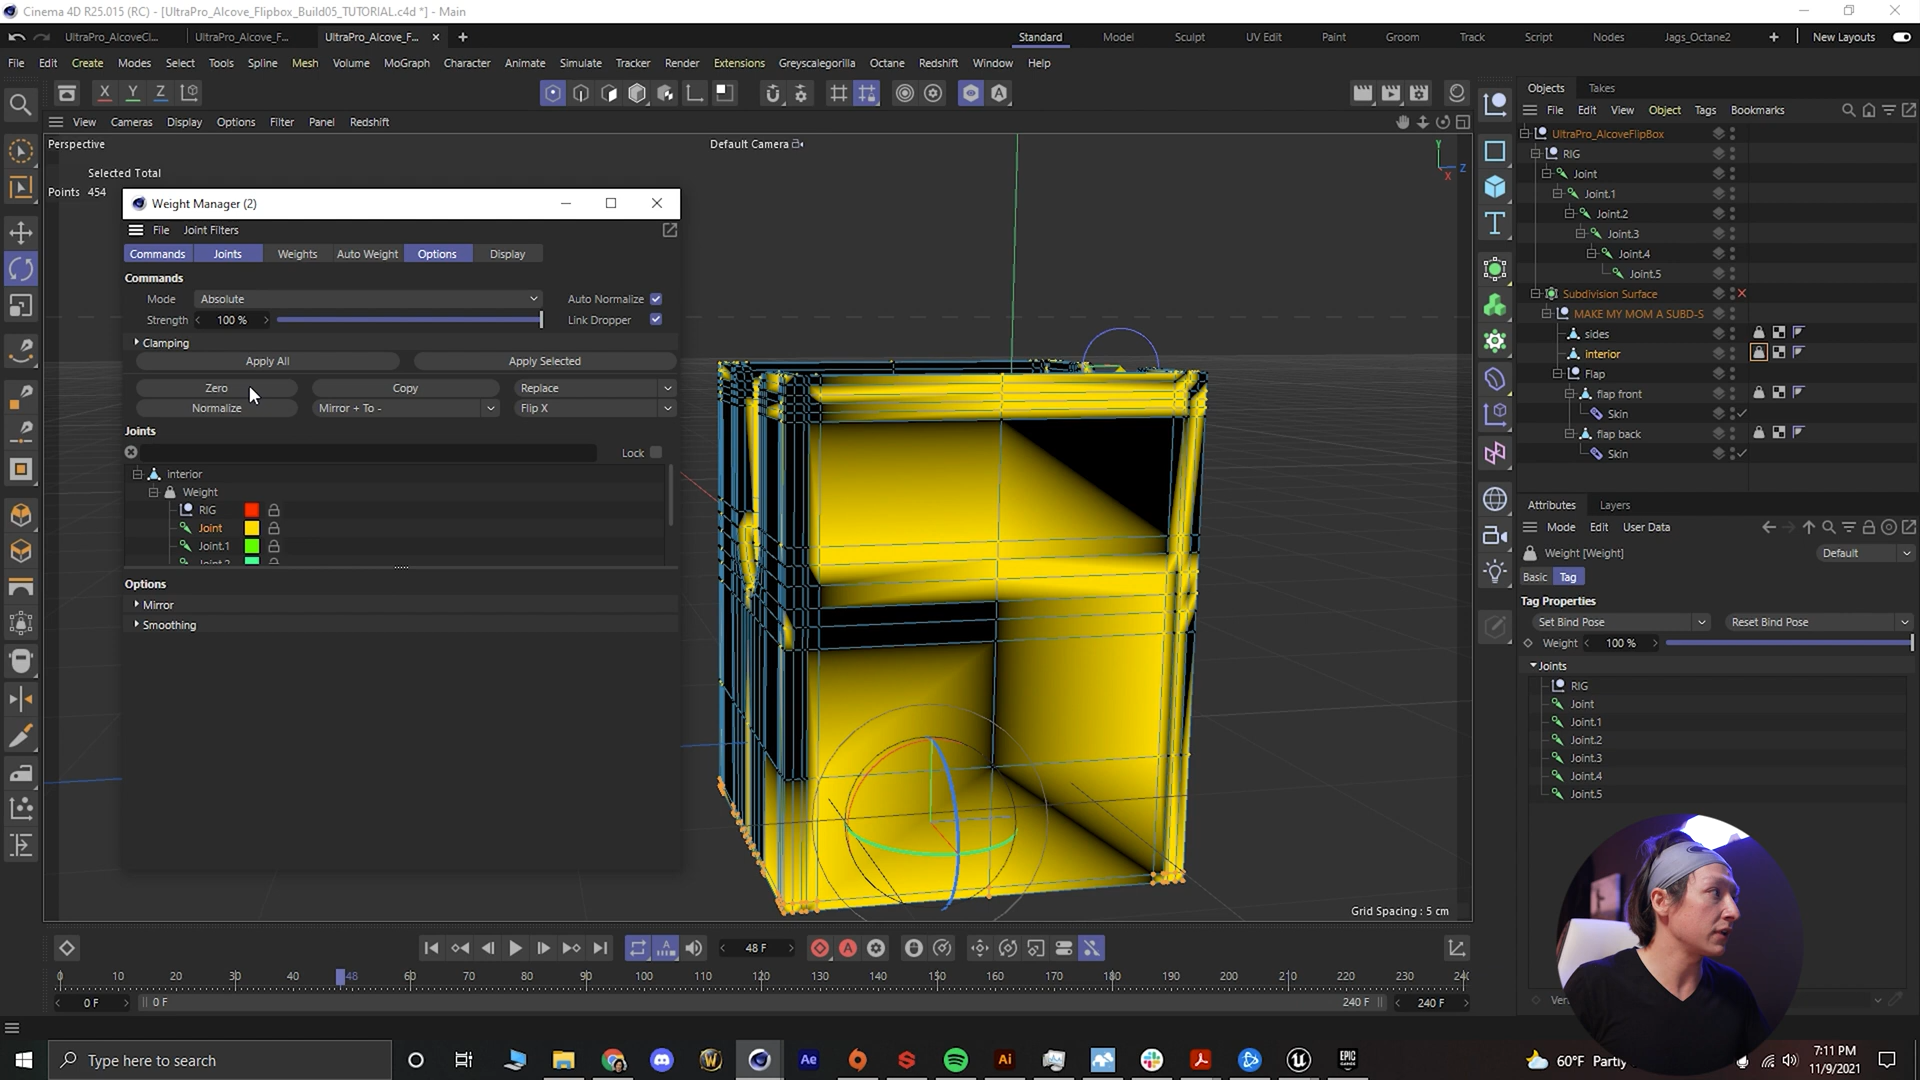 Cinema 4D R25.015 (RC) - [UltraPro_Alcove_Flipbox_Build05_TUTORIAL.c4d *] - Main
UltraPro_AlcoveCl... UltraPro_Alcove_F... UltraPro_Alcove_F... Standard Model Sculpt UV Edit Paint Groom Track Script Nodes Jags_Octane2 New Layouts
File Edit Create Modes Select Tools Spline Mesh Volume MoGraph Character Animate Simulate Tracker Render Extensions Greyscalegorilla Octane Redshift Window Help
X Y Z
View Cameras Display Options Filter Panel Redshift
Perspective
Default Camera
Selected Total
Points 454
Y
Z
X
Weight Manager (2)
File Joint Filters
Commands Joints Weights Auto Weight Options Display
Commands
Mode Absolute Auto Normalize
Strength 100 % Link Dropper
Clamping
Apply All Apply Selected
Zero Copy Replace
Normalize Mirror + To - Flip X
Joints
Lock
interior
Weight
RIG
Joint
Joint.1
Joint.2
Options
Mirror
Smoothing
Grid Spacing : 5 cm
Objects Takes
File Edit View Object Tags Bookmarks
UltraPro_AlcoveFlipBox
RIG
Joint
Joint.1
Joint.2
Joint.3
Joint.4
Joint.5
Subdivision Surface
MAKE MY MOM A SUBD-S
sides
interior
Flap
flap front
Skin
flap back
Skin
Attributes Layers
Mode Edit User Data
Weight [Weight] Default
Basic Tag
Tag Properties
Set Bind Pose Reset Bind Pose
Weight 100 %
Joints
RIG
Joint
Joint.1
Joint.2
Joint.3
Joint.4
Joint.5
48 F
0 10 20 30 40 48 60 70 80 90 100 110 120 130 140 150 160 170 180 190 200 210 220 230
0 F 0 F 240 F 240 F
Type here to search
Ae
Ai
EPIC GAMES
60°F Partly
7:11 PM
11/9/2021